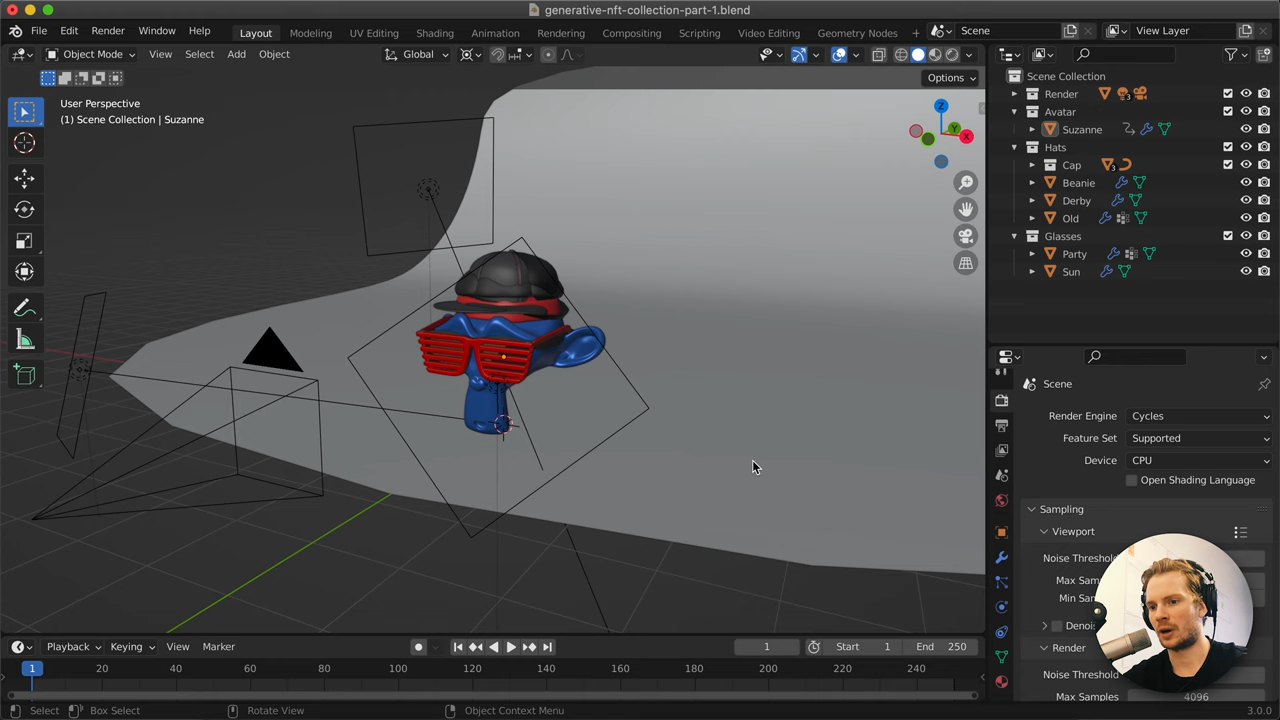 generative-nft-collection-part-1.blend
File Edit Render Window Help Layout Modeling UV Editing Shading Animation Rendering Compositing Scripting Video Editing Geometry Nodes + Scene View Layer
Object Mode View Select Add Object Global
Options
User Perspective
(1) Scene Collection | Suzanne
Z
Y
X
Scene Collection
Render 3
Avatar
Suzanne
Hats
Cap 3
Beanie
Derby
Old
Glasses
Party
Sun
Scene
Render Engine Cycles
Feature Set Supported
Device CPU
Open Shading Language
Sampling
Viewport
Noise Threshold
Max Sam
Min Sa
Denoi
Render
Noise Threshold
Max Samples 4096
Playback Keying View Marker 1 Start 1 End 250
1 20 40 60 80 100 120 140 160 180 200 220 240
Select Box Select Rotate View Object Context Menu 3.0.0